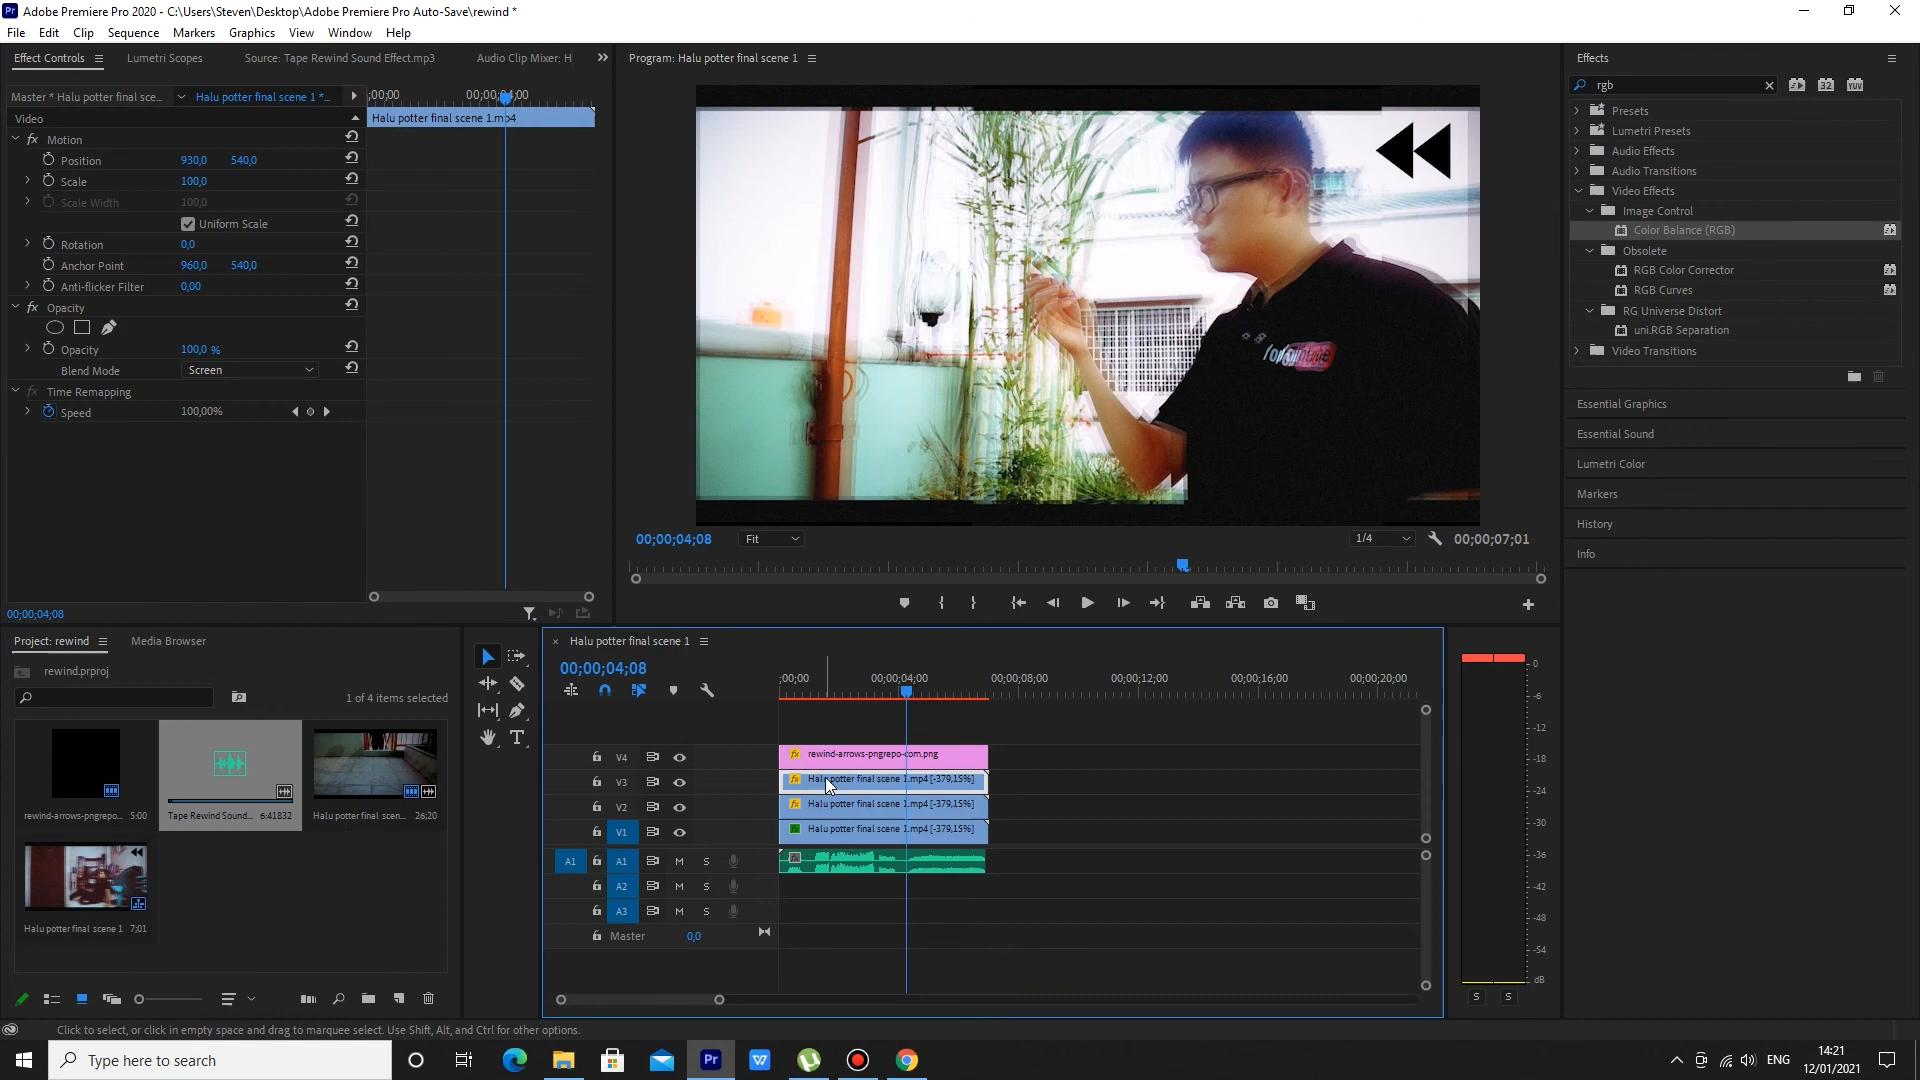 Adobe Premiere Pro 2020 - C:\Users\Steven\Desktop\Adobe Premiere Pro Auto-Save\rewind *
File Edit Clip Sequence Markers Graphics View Window Help
Effect Controls Lumetri Scopes Source: Tape Rewind Sound Effect.mp3 Audio Clip Mixer: H
Program: Halu potter final scene 1
Effects
Master * Halu potter final sce... Halu potter final scene 1 *...
;00;00 00;00;04;00
Video
Halu potter final scene 1.mp4
fx Motion
Position 930,0 540,0
Scale 100,0
Scale Width 100,0
Uniform Scale
Rotation 0,0
Anchor Point 960,0 540,0
Anti-flicker Filter 0,00
fx Opacity
Opacity 100,0 %
Blend Mode Screen
fx Time Remapping
Speed 100,00%
00;00;04;08
00;00;04;08 Fit 1/4 00;00;07;01
rgb
32 YUV
Presets
Lumetri Presets
Audio Effects
Audio Transitions
Video Effects
Image Control
Color Balance (RGB)
Obsolete
RGB Color Corrector
RGB Curves
RG Universe Distort
uni.RGB Separation
Video Transitions
Essential Graphics
Essential Sound
Lumetri Color
Markers
History
Info
Project: rewind Media Browser
rewind.prproj
1 of 4 items selected
rewind-arrows-pngrepo... 5:00
Tape Rewind Sound... 6:41832
Halu potter final scen... 26;20
Halu potter final scene 1 7;01
Halu potter final scene 1
00;00;04;08
;00;00 00;00;04;00 00;00;08;00 00;00;12;00 00;00;16;00 00;00;20;00
V4 fx rewind-arrows-pngrepo-com.png
V3 fx Halu potter final scene 1.mp4 [-379,15%]
V2 fx Halu potter final scene 1.mp4 [-379,15%]
V1 fx Halu potter final scene 1.mp4 [-379,15%]
A1 A1 M S fx
A2 M S
A3 M S
Master 0,0
0
-6
-12
-18
-24
-30
-36
-42
-48
-54
dB
S S
Click to select, or click in empty space and drag to marquee select. Use Shift, Alt, and Ctrl for other options.
Type here to search
Pr
ENG
14:21
12/01/2021